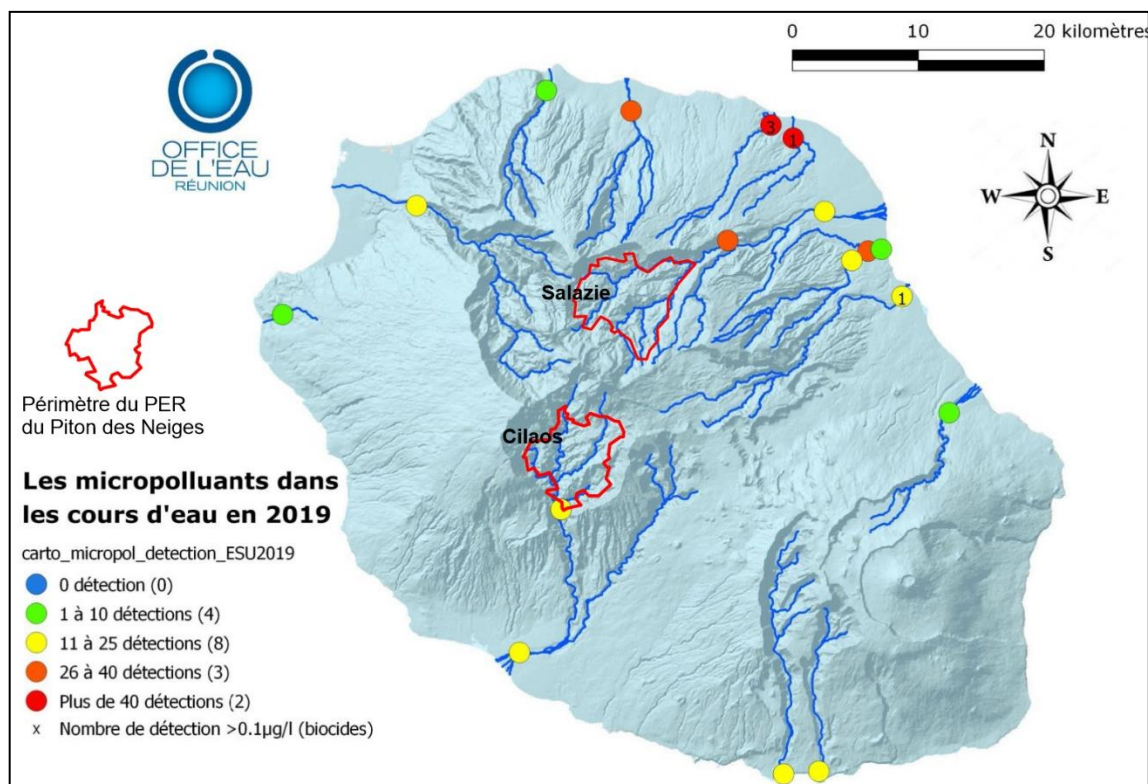 0 10 20 kilomètres
OFFICE
DE L'EAU
RÉUNION
3
1
N
W E
S
Salazie
1
Périmètre du PER
du Piton des Neiges
Cilaos
Les micropolluants dans
les cours d'eau en 2019
carto_micropol_detection_ESU2019
0 détection (0)
1 à 10 détections (4)
11 à 25 détections (8)
26 à 40 détections (3)
Plus de 40 détections (2)
x Nombre de détection >0.1µg/l (biocides)